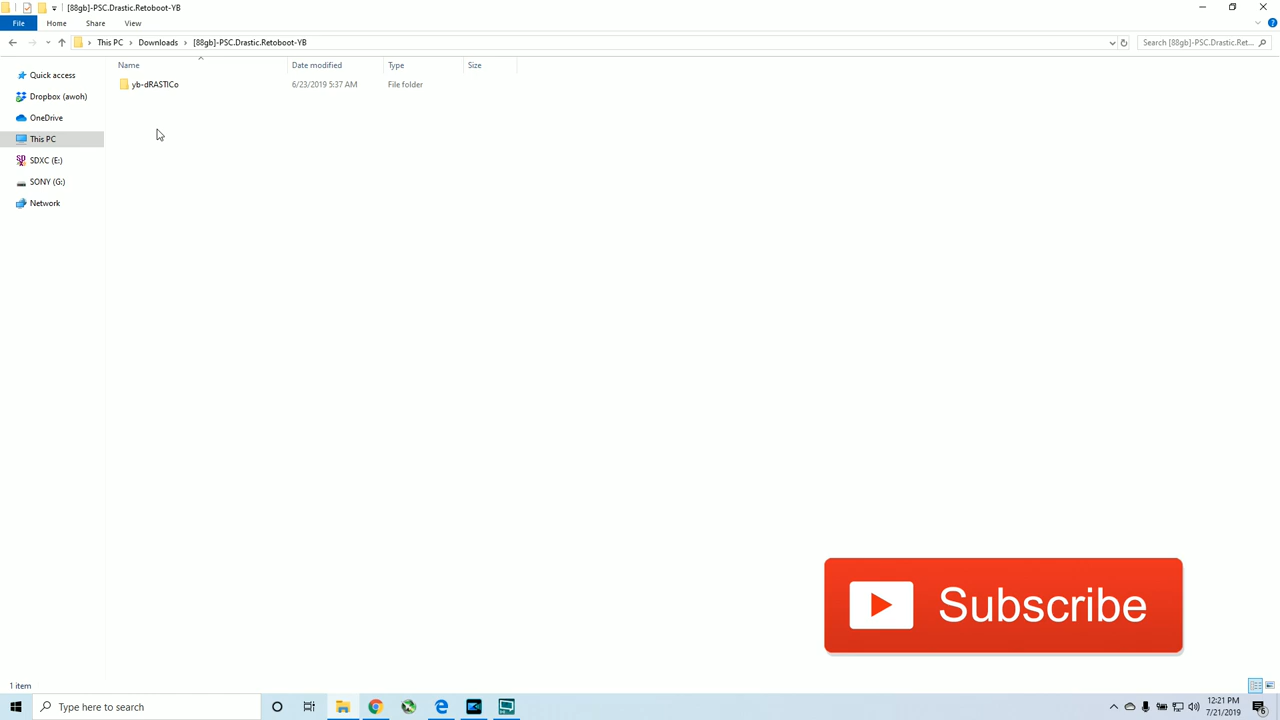 [88gb]-PSC.Drastic.Retoboot-YB
File Home Share View
This PC Downloads [88gb]-PSC.Drastic.Retoboot-YB Search [88gb]-PSC.Drastic.Ret...
Name Date modified Type Size
Quick access
yb-dRASTICo 6/23/2019 5:37 AM File folder
Dropbox (awoh)
OneDrive
This PC
SDXC (E:)
SONY (G:)
Network
Subscribe
1 item
Type here to search
12:21 PM
7/21/2019
6